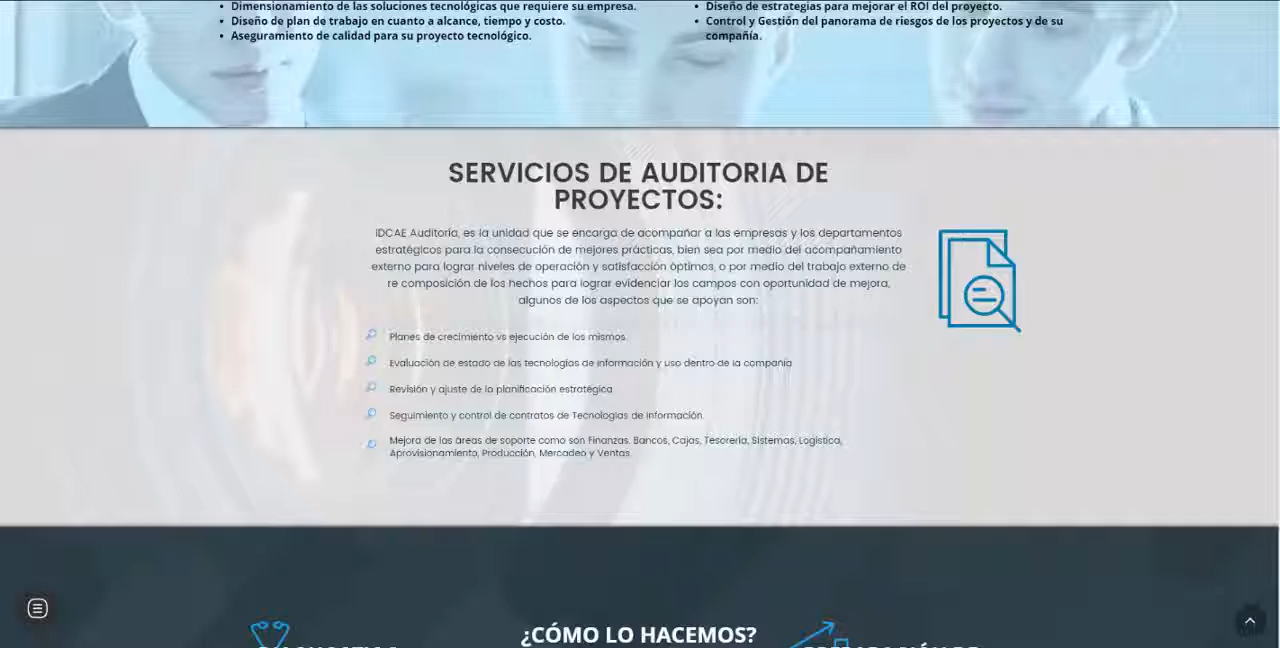 • Dimensionamiento de las soluciones tecnológicas que requiere su empresa.
• Diseño de plan de trabajo en cuanto a alcance, tiempo y costo.
• Aseguramiento de calidad para su proyecto tecnológico.
• Diseño de estrategias para mejorar el ROI del proyecto.
• Control y Gestión del panorama de riesgos de los proyectos y de su
compañía.
SERVICIOS DE AUDITORIA DE
PROYECTOS:
IDCAE Auditoría, es la unidad que se encarga de acompañar a las empresas y los departamentos
estratégicos para la consecución de mejores prácticas, bien sea por medio del acompañamiento
externo para lograr niveles de operación y satisfacción óptimos, o por medio del trabajo externo de
re composición de los hechos para lograr evidenciar los campos con oportunidad de mejora,
algunos de los aspectos que se apoyan son:
Planes de crecimiento vs ejecución de los mismos.
Evaluación de estado de las tecnologías de información y uso dentro de la compañía
Revisión y ajuste de la planificación estratégica
Seguimiento y control de contratos de Tecnologías de Información.
Mejora de las áreas de soporte como son Finanzas, Bancos, Cajas, Tesorería, Sistemas, Logística,
Aprovisionamiento, Producción, Mercadeo y Ventas.
¿CÓMO LO HACEMOS?